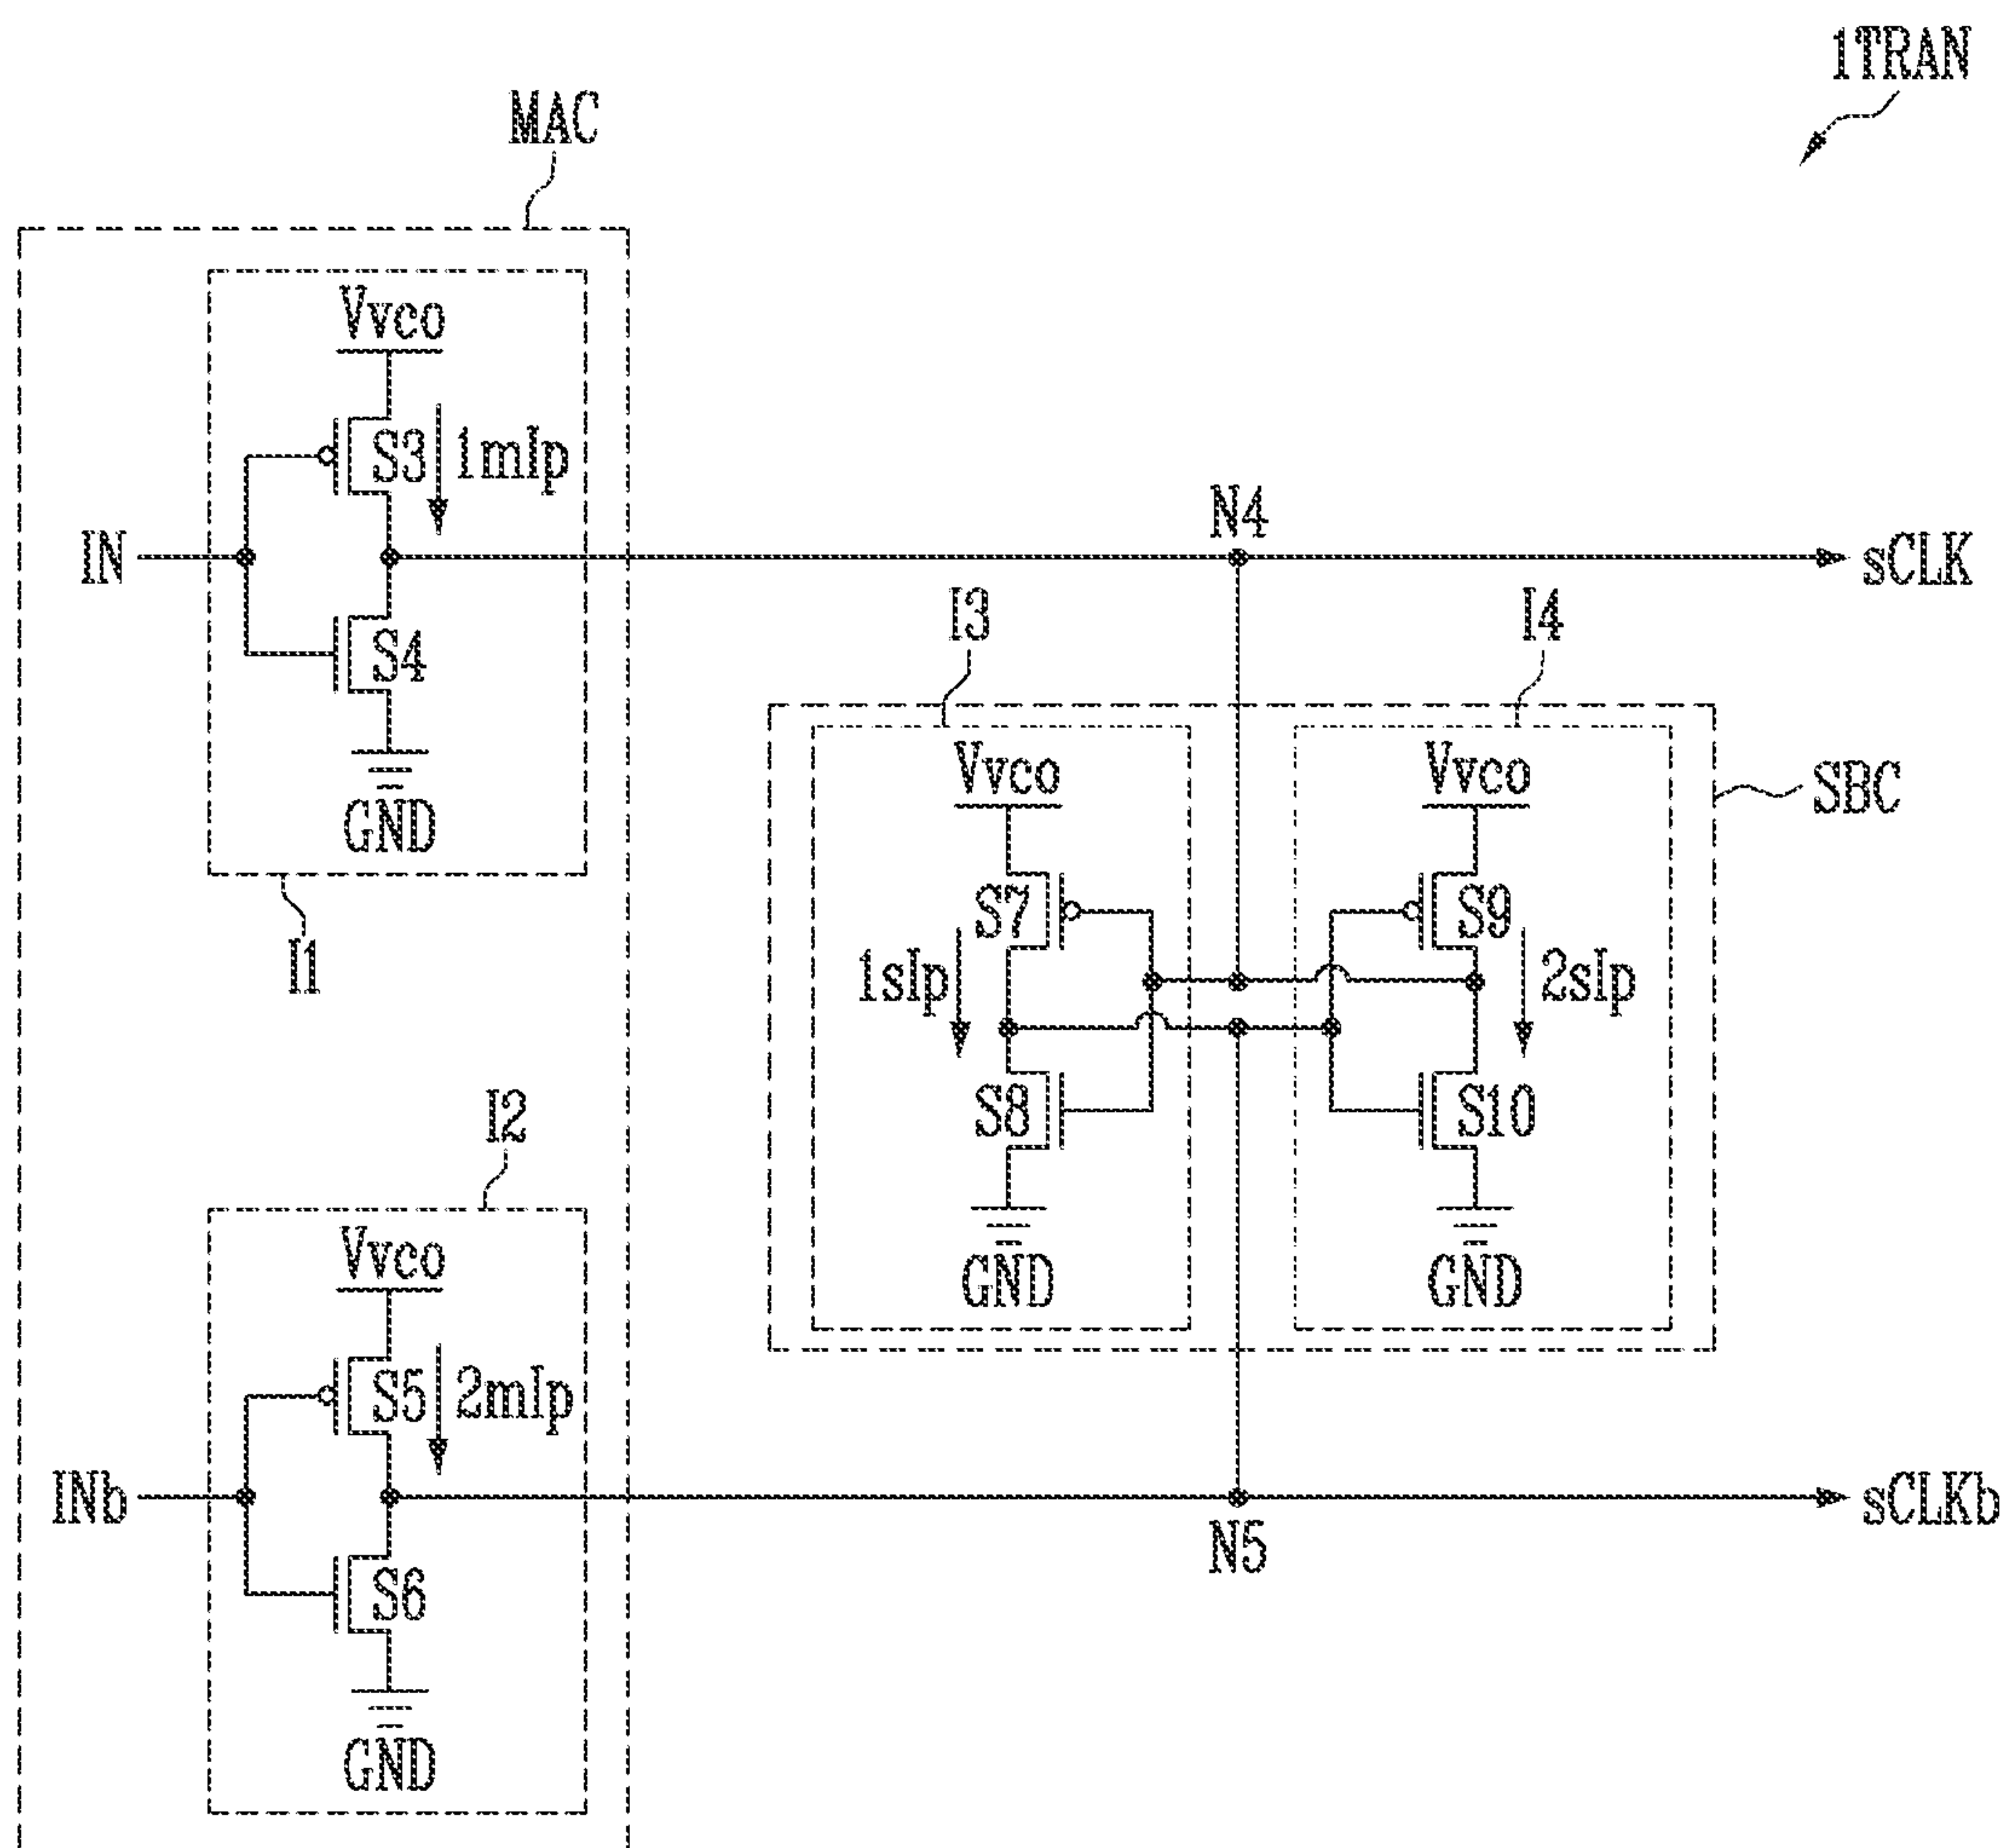 1TRAN
MAC
Vvco
S3
1mIp
IN
N4
sCLK
S4
GND
I1
I3
I4
SBC
Vvco
Vvco
S7
S9
1sIp
2sIp
S8
S10
GND
GND
I2
Vvco
S5
2mIp
INb
N5
sCLKb
S6
GND